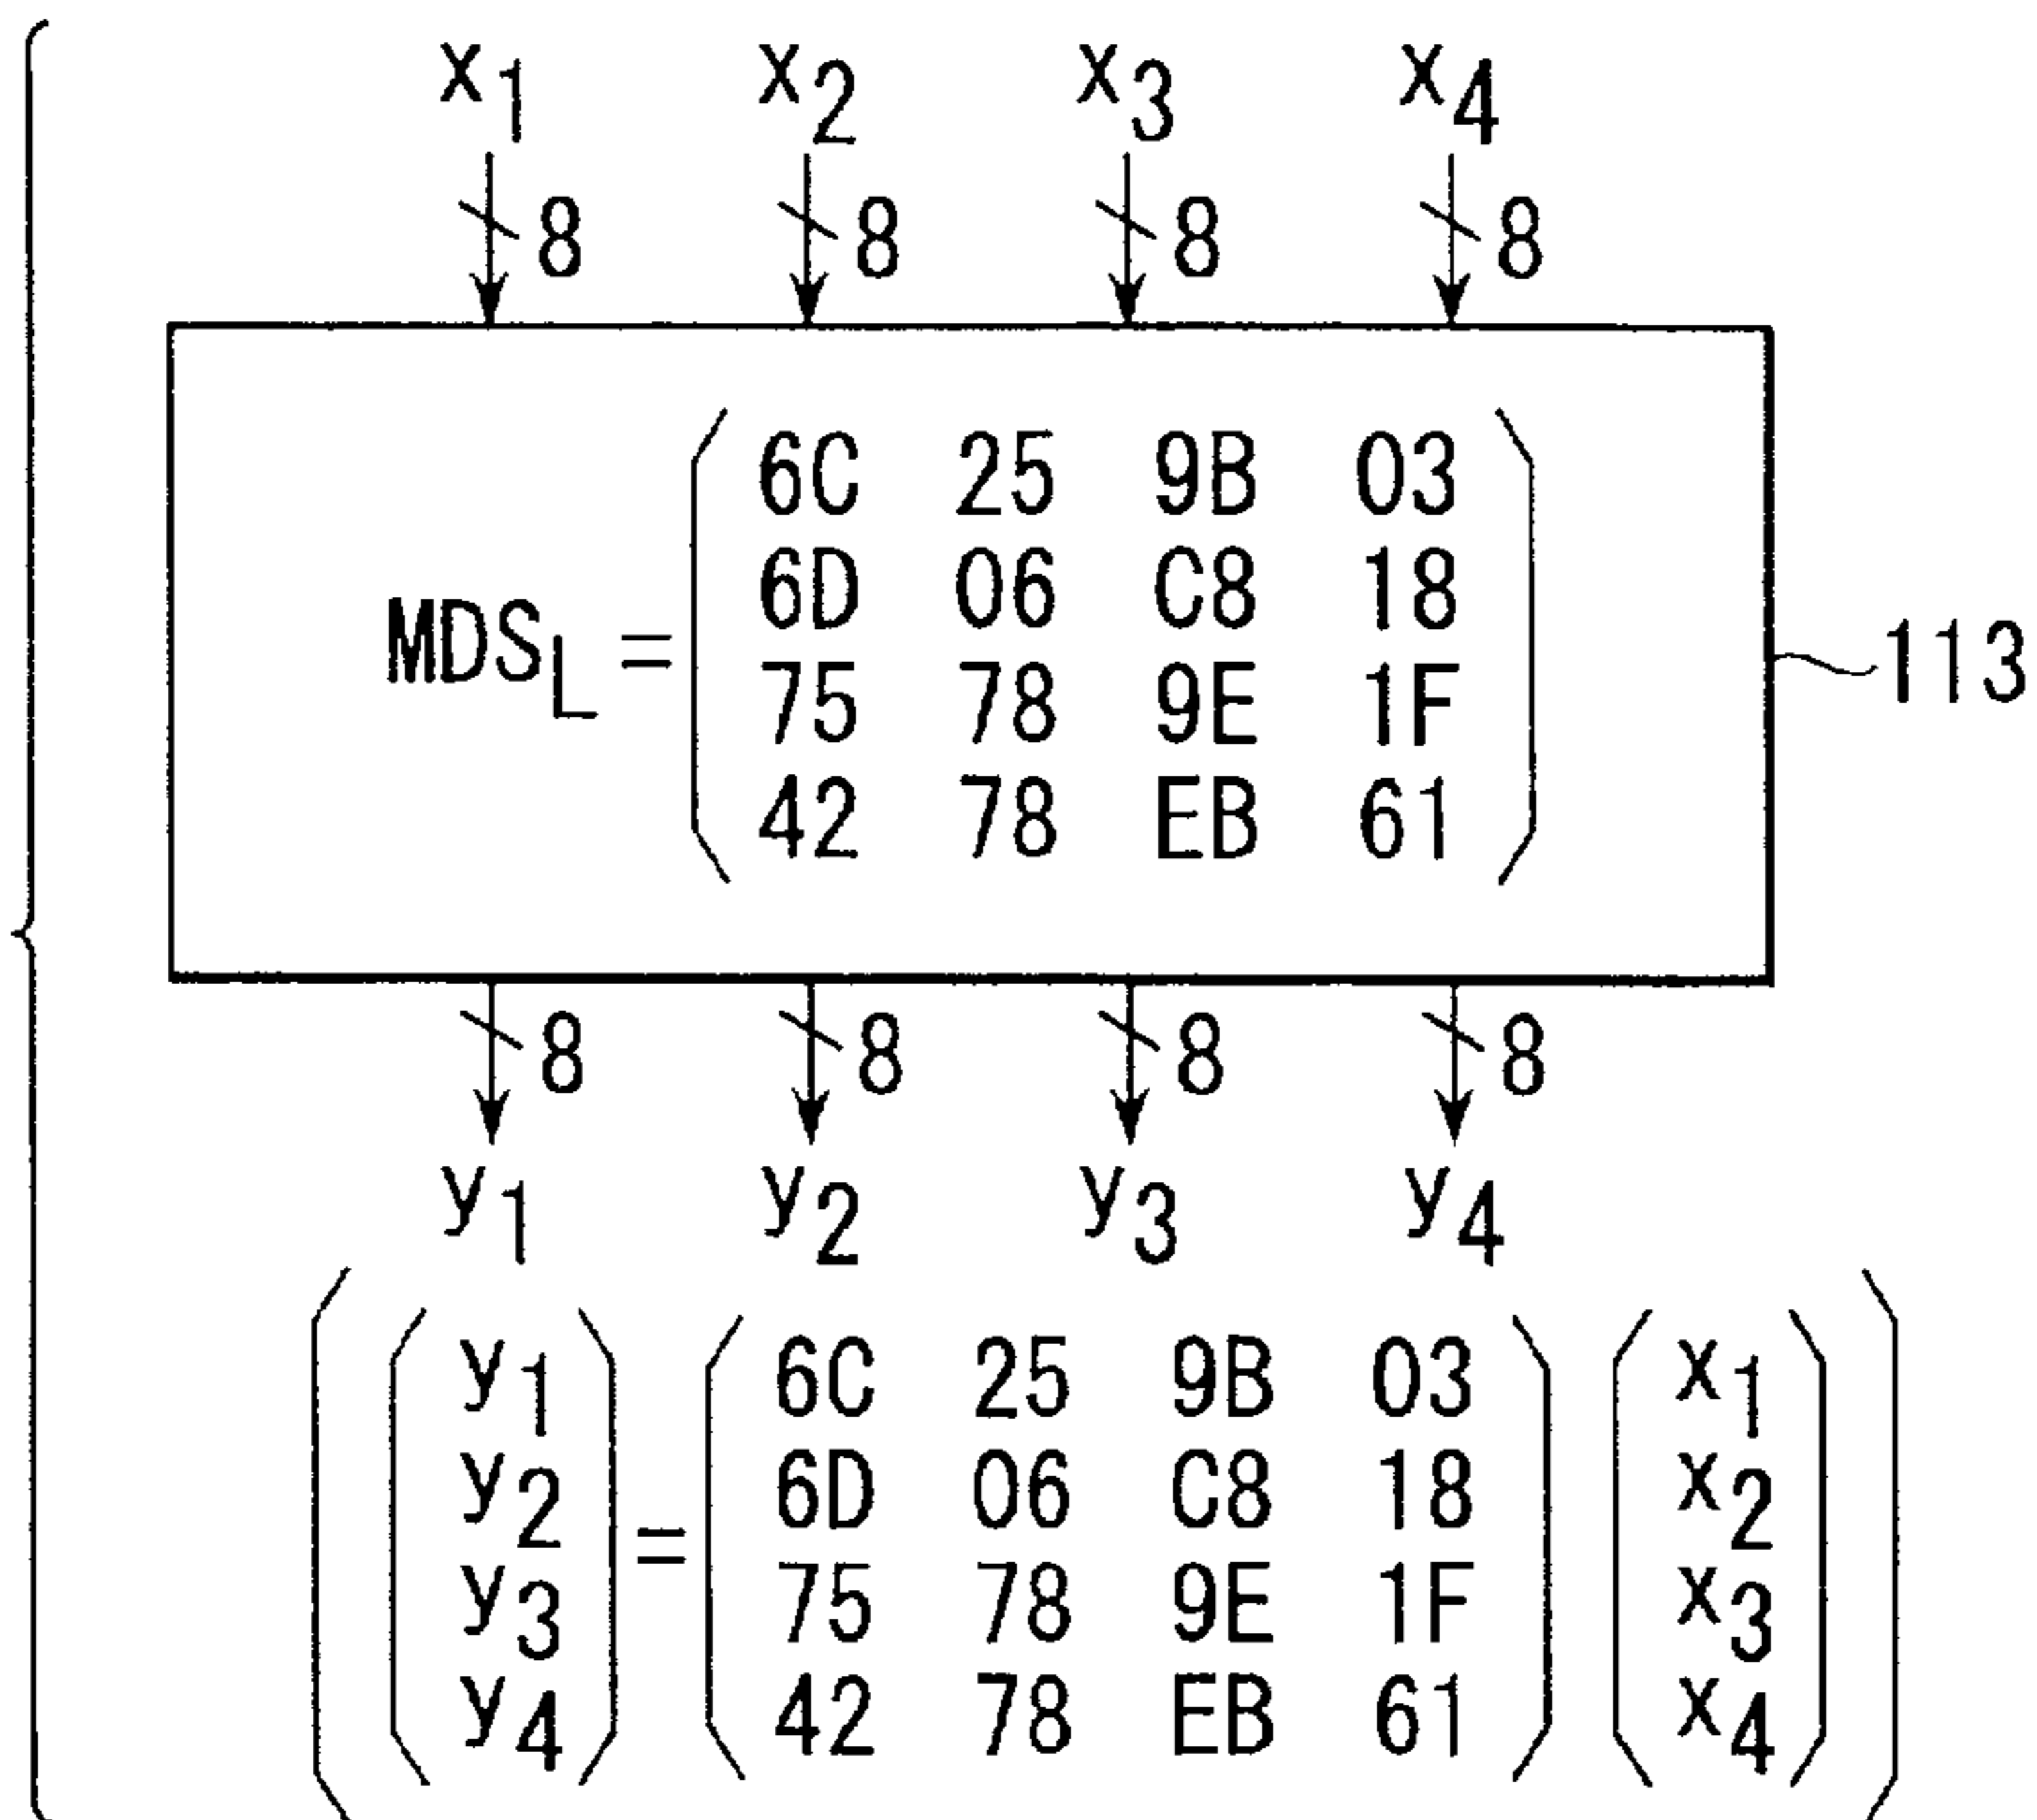 x1 x2 x3 x4
8 8 8 8
6C 25 9B 03
6D 06 C8 18
MDSL = 113
75 78 9E 1F
42 78 EB 61
8 8 8 8
y1 y2 y3 y4
y1 6C 25 9B 03 x1
y2 6D 06 C8 18 x2
=
y3 75 78 9E 1F x3
y4 42 78 EB 61 x4